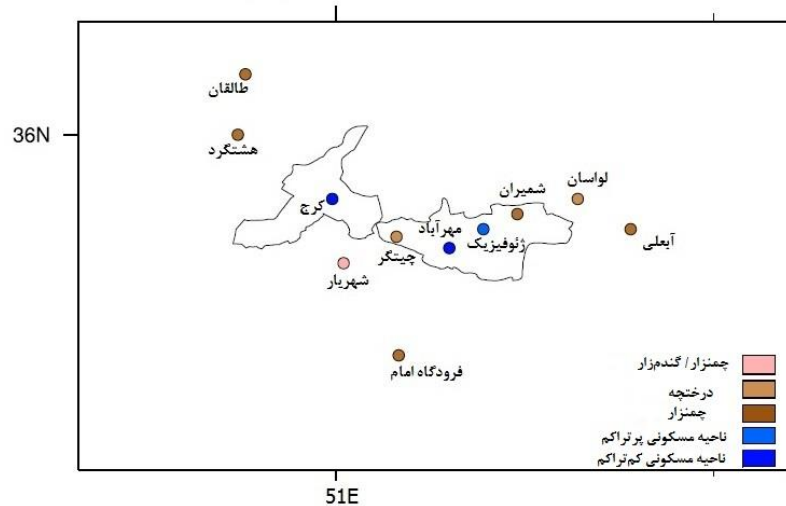 طالقان
36N
هشتگرد
کرج
شمیران
لواسان
مهرآباد
ژئوفیزیک
آبعلی
چیتگر
شهریار
فرودگاه امام
چمنزار/ گندم‌زار
درختچه
چمنزار
ناحیه مسکونی پرتراکم
ناحیه مسکونی کم‌تراکم
51E